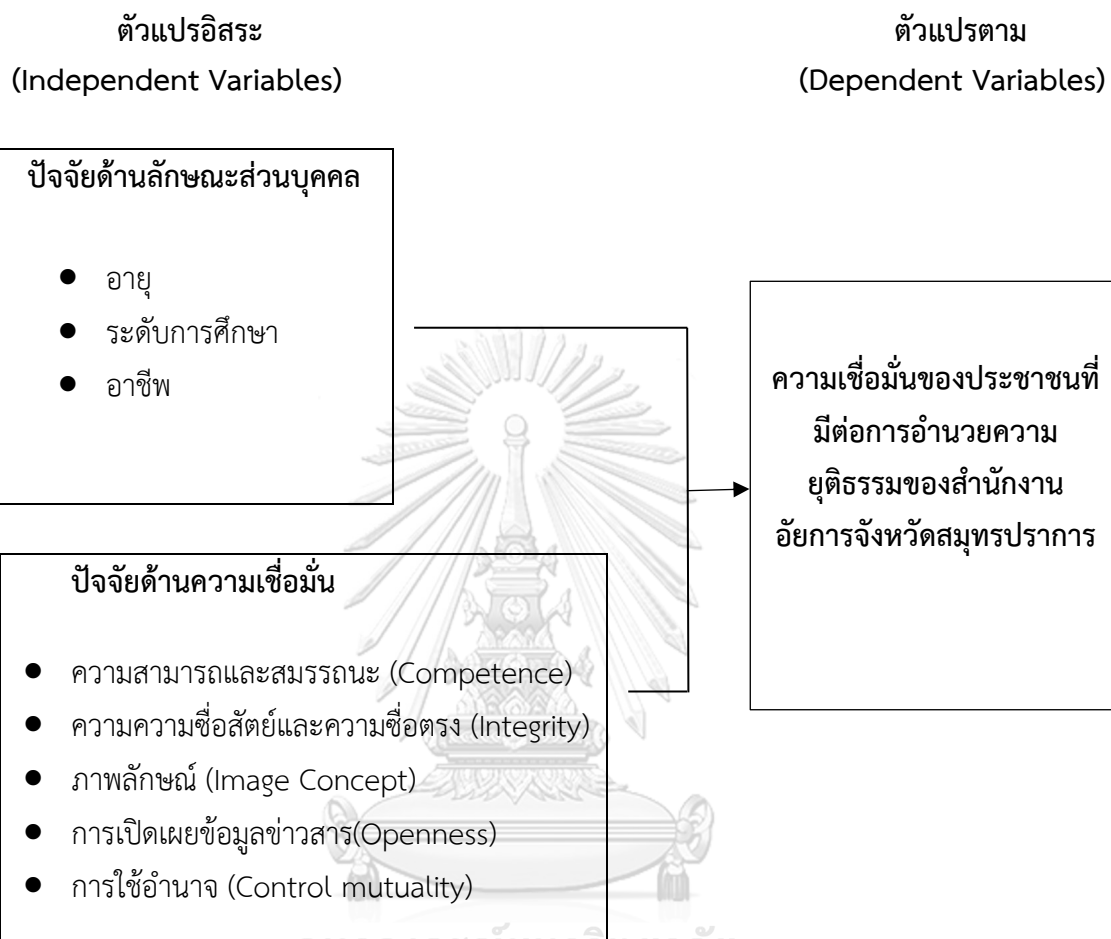 ตัวแปรอิสระ
(Independent Variables)
ตัวแปรตาม
(Dependent Variables)
ปัจจัยด้านลักษณะส่วนบุคคล
● อายุ
● ระดับการศึกษา
● อาชีพ
ปัจจัยด้านความเชื่อมั่น
● ความสามารถและสมรรถนะ (Competence)
● ความความซื่อสัตย์และความซื่อตรง (Integrity)
● ภาพลักษณ์ (Image Concept)
● การเปิดเผยข้อมูลข่าวสาร(Openness)
● การใช้อำนาจ (Control mutuality)
ความเชื่อมั่นของประชาชนที่
มีต่อการอำนวยความ
ยุติธรรมของสำนักงาน
อัยการจังหวัดสมุทรปราการ